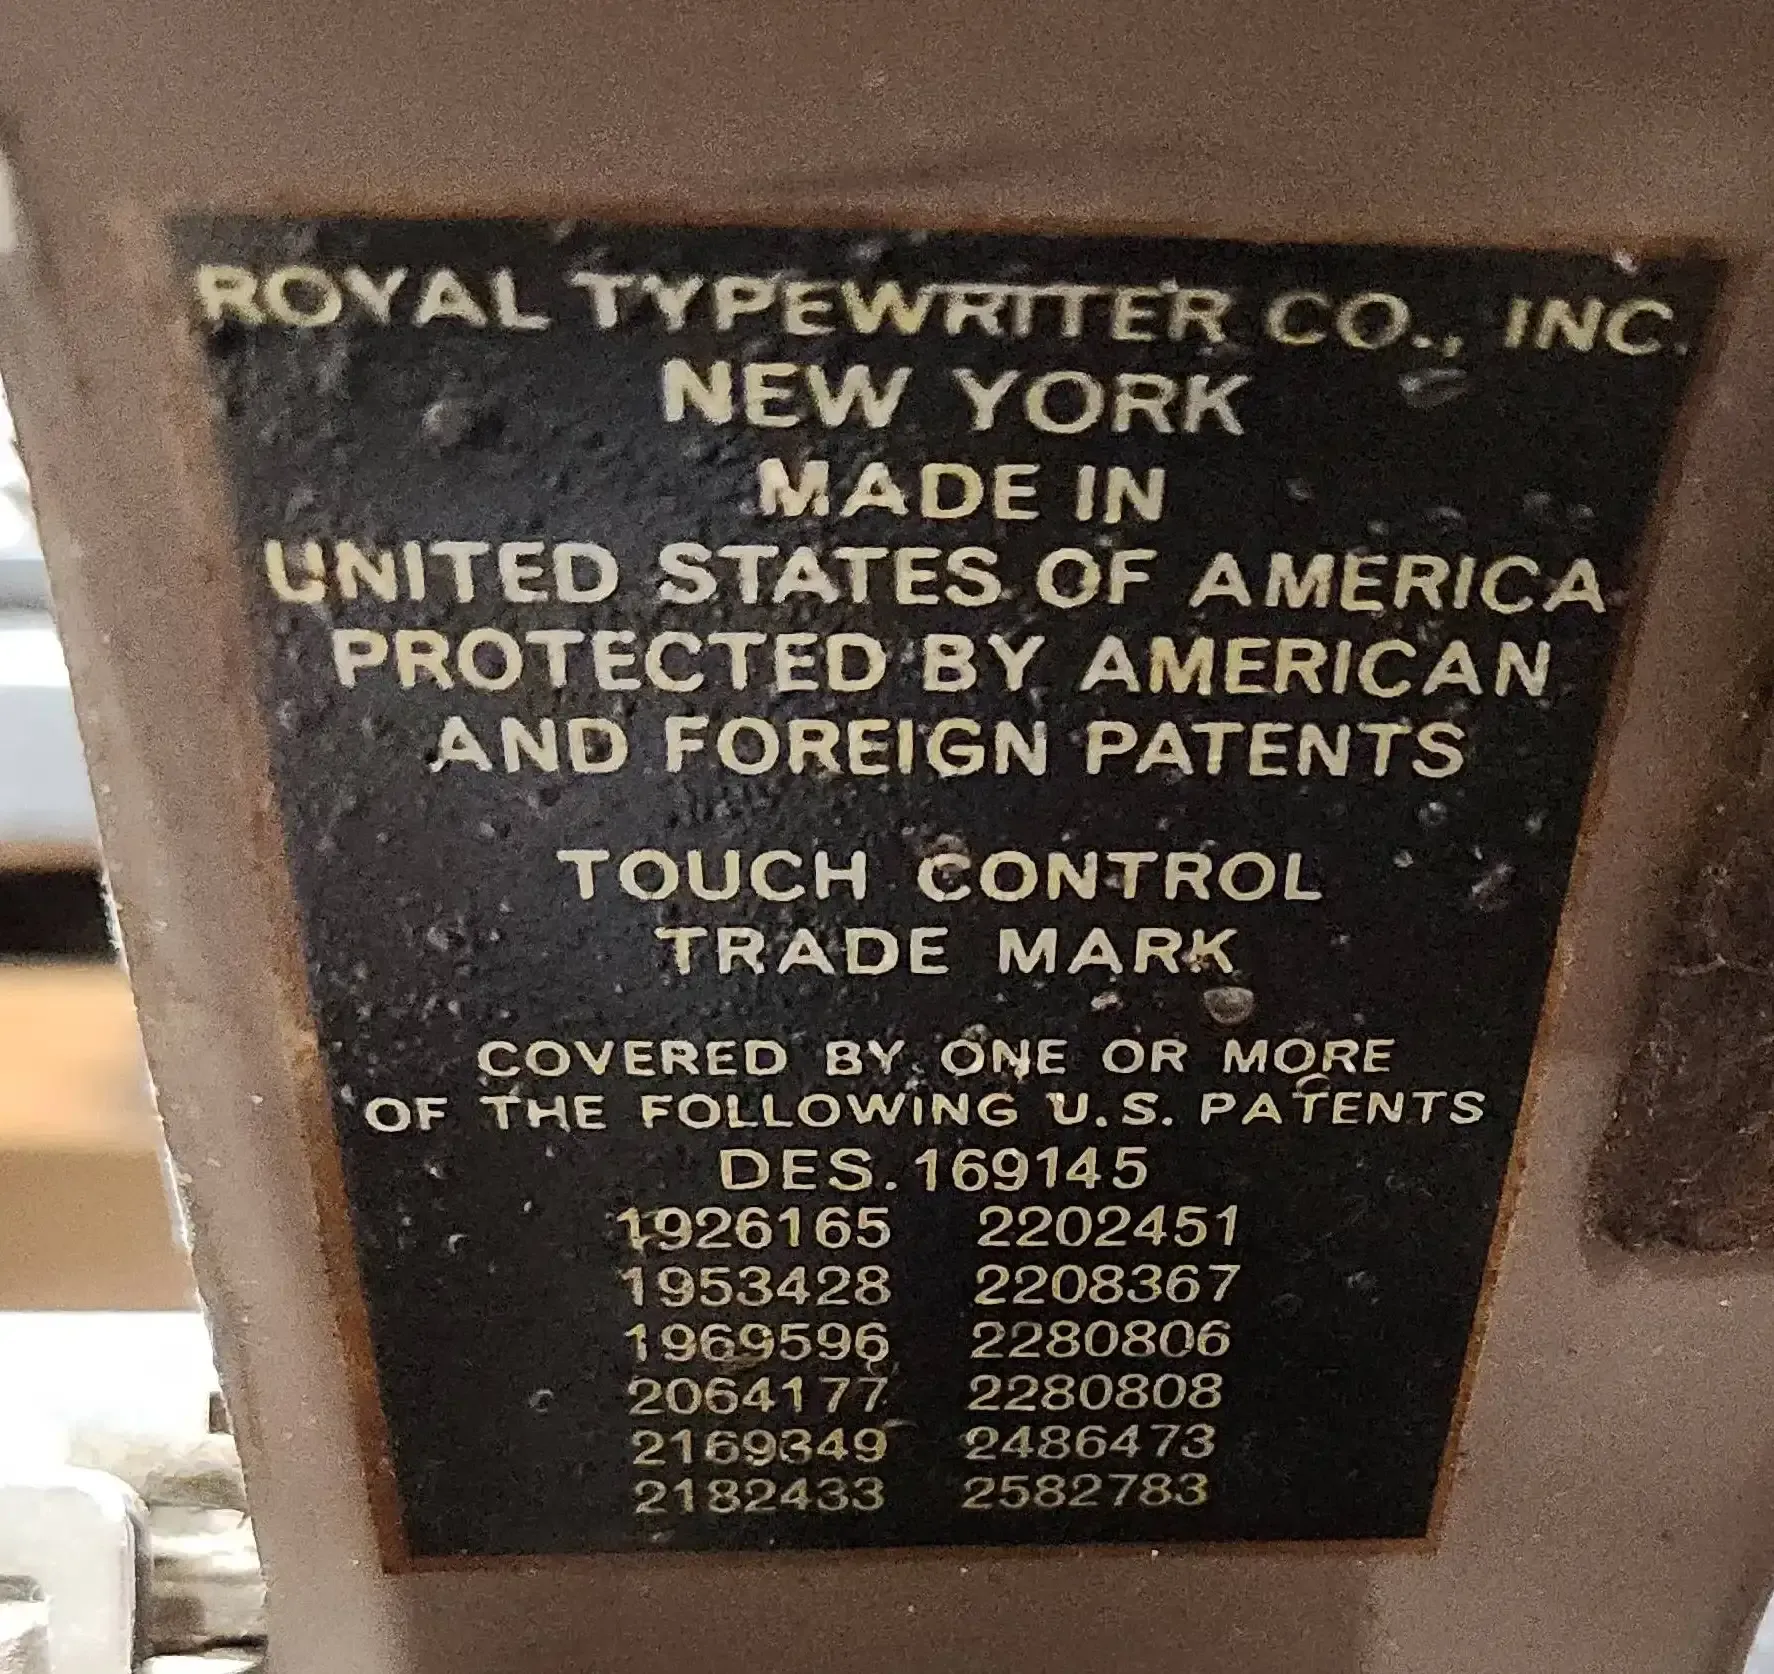 ROYAL TYPEWRITER CO., INC.
NEW YORK
MADE IN
UNITED STATES OF AMERICA
PROTECTED BY AMERICAN
AND FOREIGN PATENTS
TOUCH CONTROL
TRADE MARK
COVERED BY ONE OR MORE
OF THE FOLLOWING U.S. PATENTS
DES. 169145
1926165 2202451
1953428 2208367
1969596 2280806
2064177 2280808
2169349 2486473
2182433 2582783